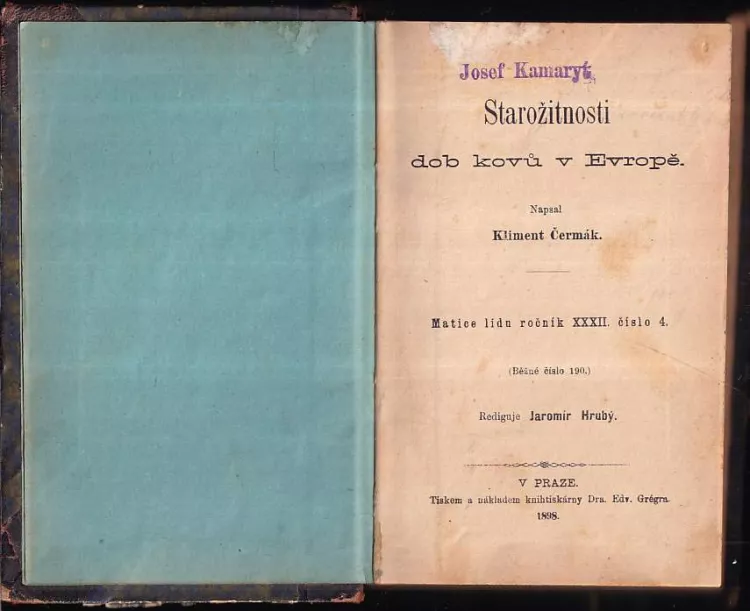 Josef Kamaryt
Starožitnosti
dob kovů v Evropě.
Napsal
Kliment Čermák.
Matice lidu ročník XXXII. číslo 4.
(Běžné číslo 190.)
Rediguje Jaromír Hrubý.
V PRAZE.
Tiskem a nákladem knihtiskárny Dra. Edv. Grégra.
1898.